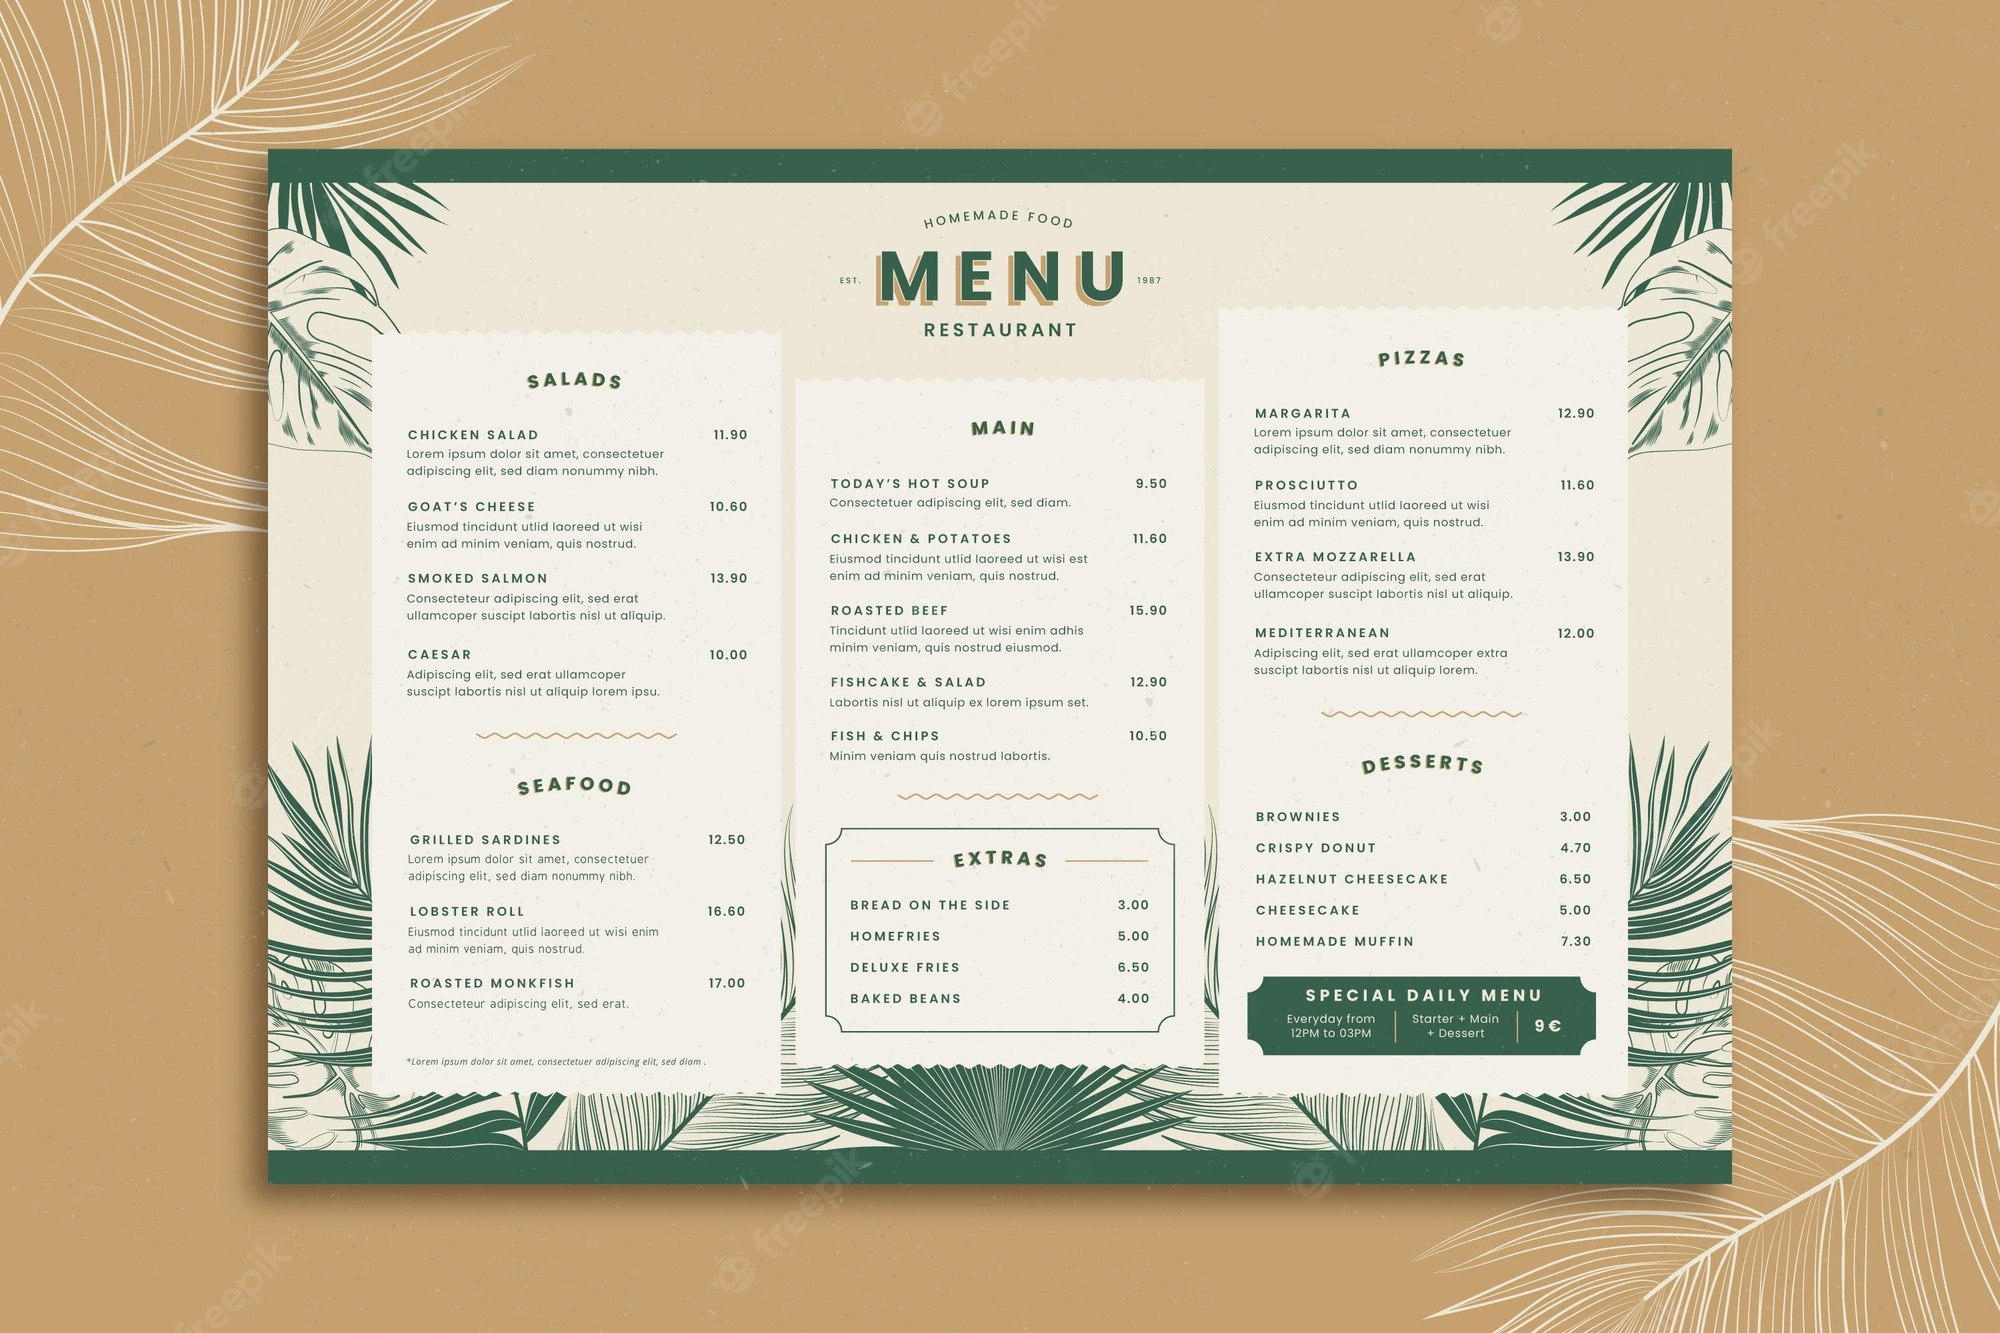 HOMEMADE FOOD
EST. MENU 1987
RESTAURANT
SALADS
CHICKEN SALAD 11.90
Lorem ipsum dolor sit amet, consectetuer
adipiscing elit, sed diam nonummy nibh.
GOAT'S CHEESE 10.60
Eiusmod tincidunt utlid laoreed ut wisi
enim ad minim veniam, quis nostrud.
SMOKED SALMON 13.90
Consecteteur adipiscing elit, sed erat
ullamcoper suscipt labortis nisl ut aliquip.
CAESAR 10.00
Adipiscing elit, sed erat ullamcoper
suscipt labortis nisl ut aliquip lorem ipsu.
SEAFOOD
GRILLED SARDINES 12.50
Lorem ipsum dolor sit amet, consectetuer
adipiscing elit, sed diam nonummy nibh.
LOBSTER ROLL 16.60
Eiusmod tincidunt utlid laoreed ut wisi enim
ad minim veniam, quis nostrud.
ROASTED MONKFISH 17.00
Consecteteur adipiscing elit, sed erat.
*Lorem ipsum dolor sit amet, consectetuer adipiscing elit, sed diam .
MAIN
TODAY'S HOT SOUP 9.50
Consectetuer adipiscing elit, sed diam.
CHICKEN & POTATOES 11.60
Eiusmod tincidunt utlid laoreed ut wisi est
enim ad minim veniam, quis nostrud.
ROASTED BEEF 15.90
Tincidunt utlid laoreed ut wisi enim adhis
minim veniam, quis nostrud eiusmod.
FISHCAKE & SALAD 12.90
Labortis nisl ut aliquip ex lorem ipsum set.
FISH & CHIPS 10.50
Minim veniam quis nostrud labortis.
EXTRAS
BREAD ON THE SIDE 3.00
HOMEFRIES 5.00
DELUXE FRIES 6.50
BAKED BEANS 4.00
PIZZAS
MARGARITA 12.90
Lorem ipsum dolor sit amet, consectetuer
adipiscing elit, sed diam nonummy nibh.
PROSCIUTTO 11.60
Eiusmod tincidunt utlid laoreed ut wisi
enim ad minim veniam, quis nostrud.
EXTRA MOZZARELLA 13.90
Consecteteur adipiscing elit, sed erat
ullamcoper suscipt labortis nisl ut aliquip.
MEDITERRANEAN 12.00
Adipiscing elit, sed erat ullamcoper extra
suscipt labortis nisl ut aliquip lorem.
DESSERTS
BROWNIES 3.00
CRISPY DONUT 4.70
HAZELNUT CHEESECAKE 6.50
CHEESECAKE 5.00
HOMEMADE MUFFIN 7.30
SPECIAL DAILY MENU
Everyday from
12PM to 03PM
Starter + Main
+ Dessert
9 €
freepik
freepik
freepik
freepik
freepik